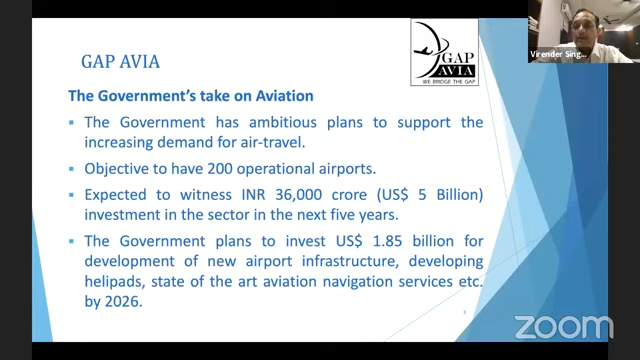 GAP AVIA
GAP
AVIA
WE BRIDGE THE GAP
Virender Sing...
The Government's take on Aviation
▪ The Government has ambitious plans to support the
increasing demand for air-travel.
▪ Objective to have 200 operational airports.
▪ Expected to witness INR 36,000 crore (US$ 5 Billion)
investment in the sector in the next five years.
▪ The Government plans to invest US$ 1.85 billion for
development of new airport infrastructure, developing
helipads, state of the art aviation navigation services etc.
by 2026.
zoom